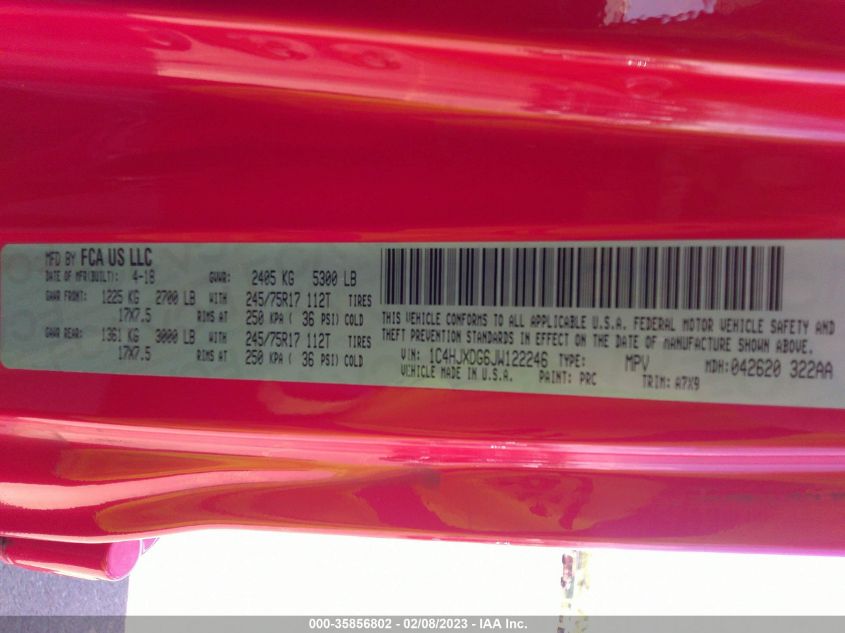 MFD BY FCA US LLC
DATE OF MFR(BUILT): 4-18 GVWR: 2405 KG 5300 LB
GAWR FRONT: 1225 KG 2700 LB WITH 245/75R17 112T TIRES
17X7.5 RIMS AT 250 KPA ( 36 PSI) COLD
GAWR REAR: 1361 KG 3000 LB WITH 245/75R17 112T TIRES
17X7.5 RIMS AT 250 KPA ( 36 PSI) COLD
THIS VEHICLE CONFORMS TO ALL APPLICABLE U.S.A. FEDERAL MOTOR VEHICLE SAFETY AND
THEFT PREVENTION STANDARDS IN EFFECT ON THE DATE OF MANUFACTURE SHOWN ABOVE.
VIN: 1C4HJXDG6JW122246 TYPE: MPV MDH: 042620 322AA
VEHICLE MADE IN U.S.A. PAINT: PRC TRIM: A7X9
000-35856802 - 02/08/2023 - IAA Inc.